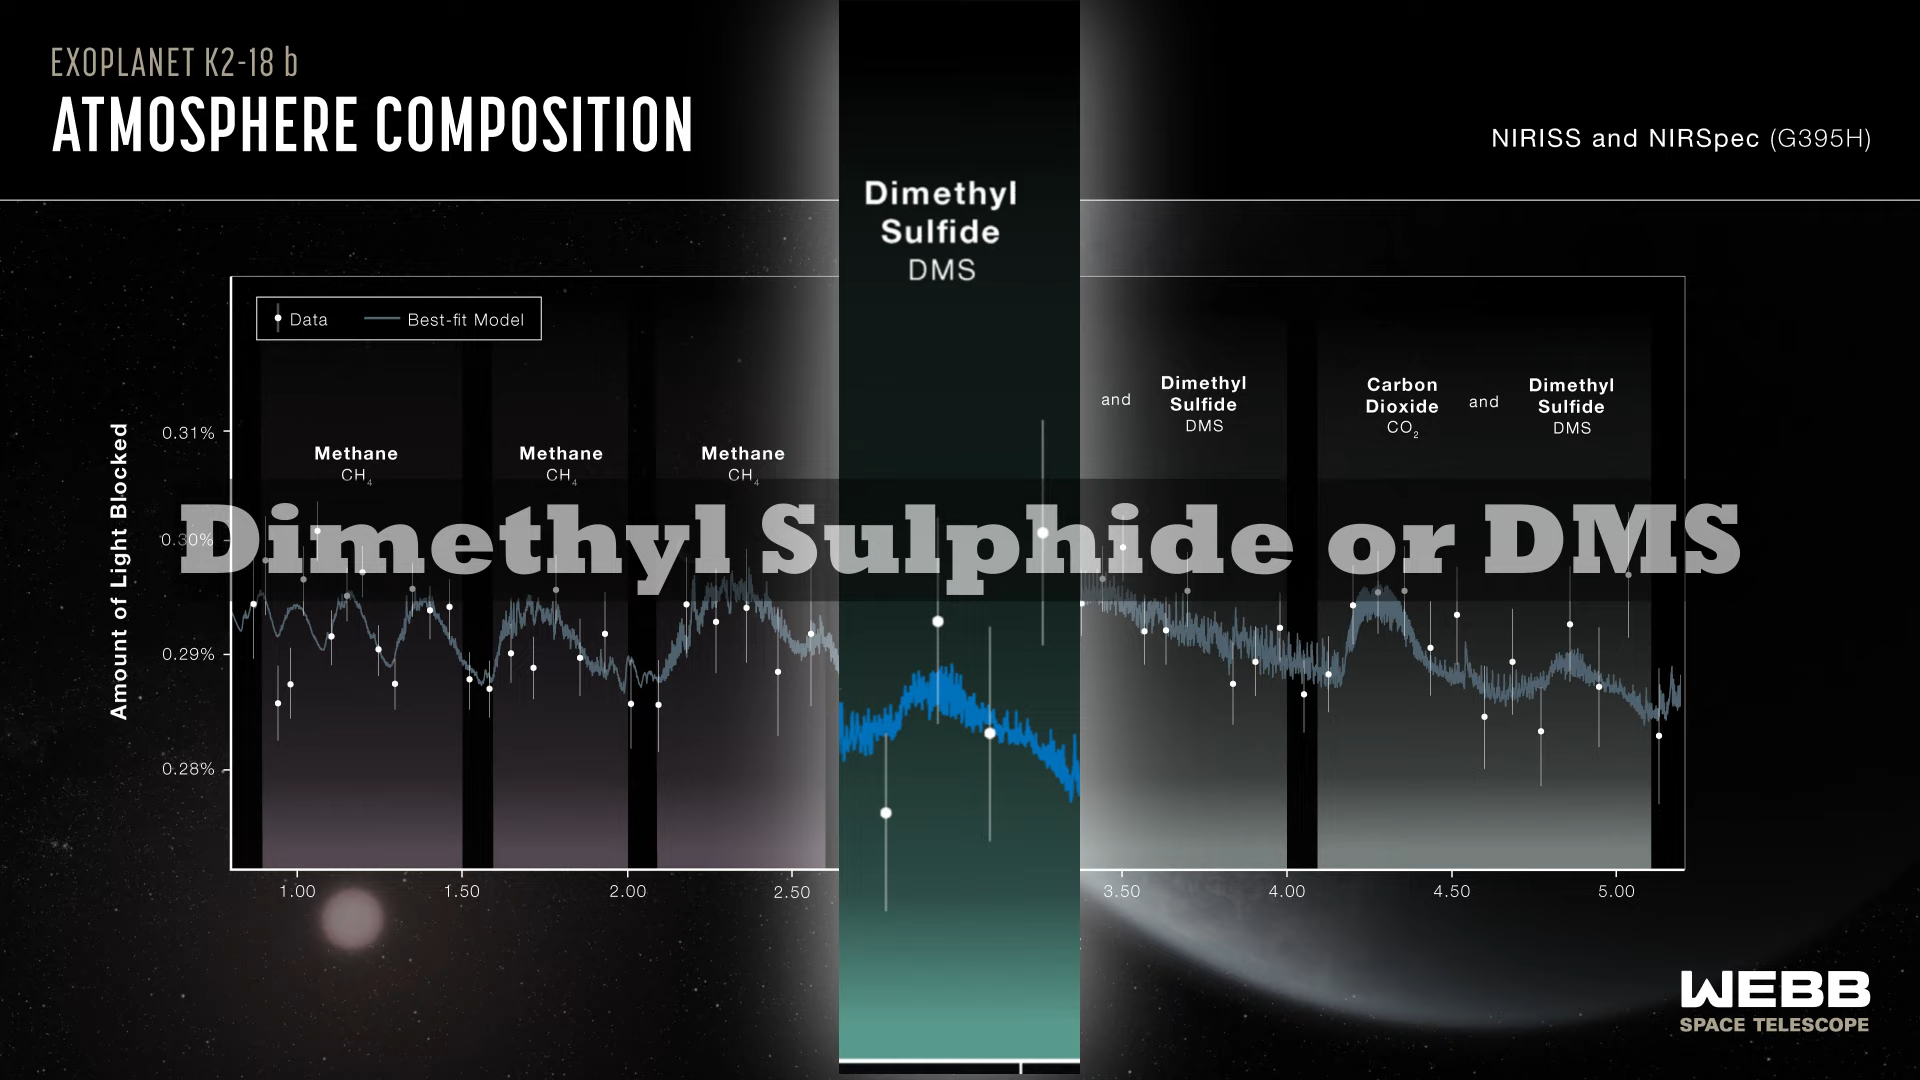 EXOPLANET K2-18 b
ATMOSPHERE COMPOSITION
NIRISS and NIRSpec (G395H)
Dimethyl
Sulfide
DMS
Data
Best-fit Model
Amount of Light Blocked
0.31%
0.30%
0.29%
0.28%
Methane
CH4
Methane
CH4
Methane
CH4
and
Dimethyl
Sulfide
DMS
Carbon
Dioxide
CO2
and
Dimethyl
Sulfide
DMS
Dimethyl Sulphide or DMS
1.00
1.50
2.00
2.50
3.50
4.00
4.50
5.00
WEBB
SPACE TELESCOPE